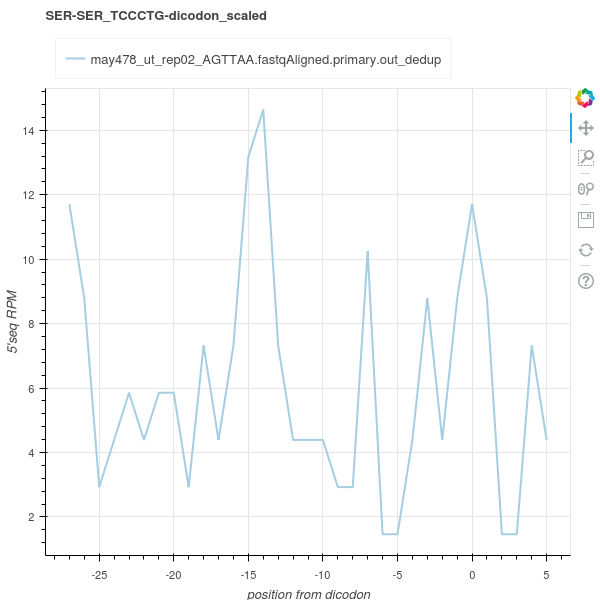 SER-SER_TCCCTG-dicodon_scaled
may478_ut_rep02_AGTTAA.fastqAligned.primary.out_dedup
14
12
10
8
6
4
2
5'seq RPM
-25 -20 -15 -10 -5 0 5
position from dicodon